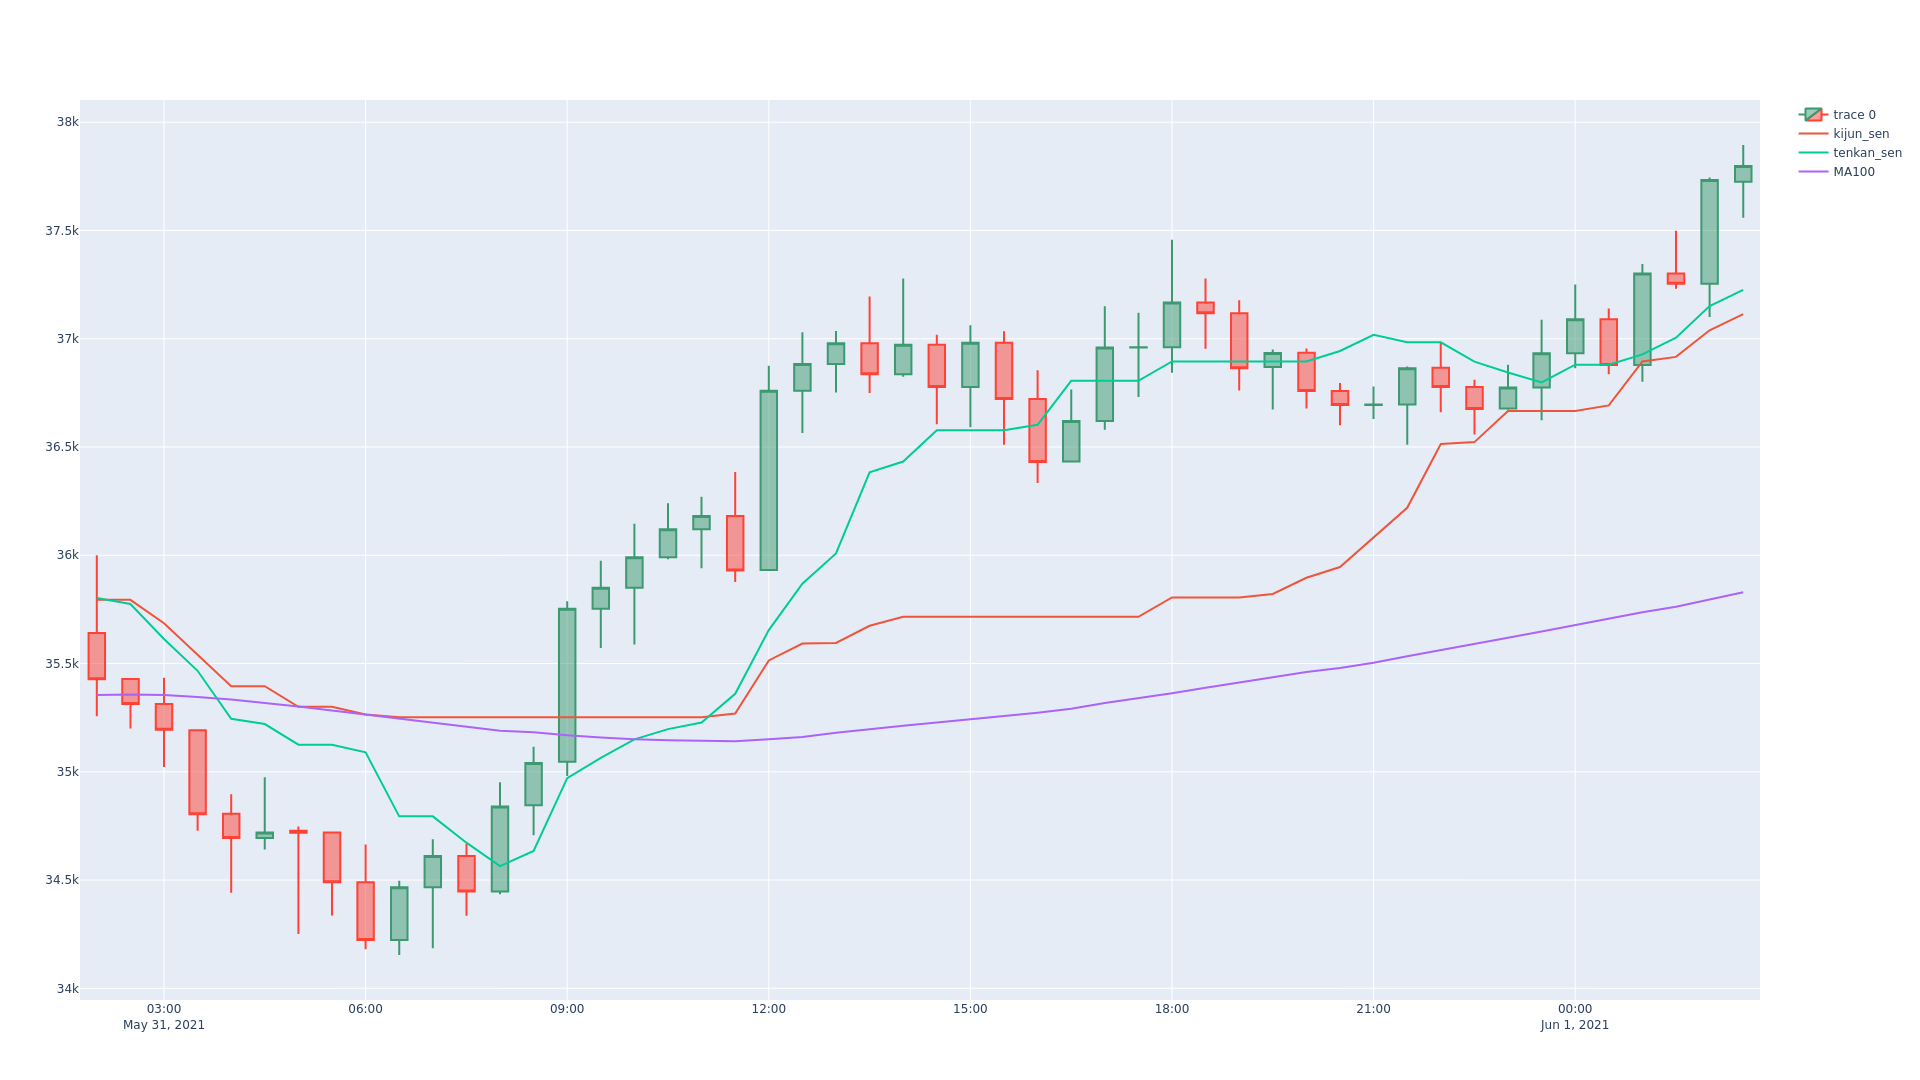 38k
37.5k
37k
36.5k
36k
35.5k
35k
34.5k
34k
03:00 06:00 09:00 12:00 15:00 18:00 21:00 00:00
May 31, 2021 Jun 1, 2021
trace 0
kijun_sen
tenkan_sen
MA100